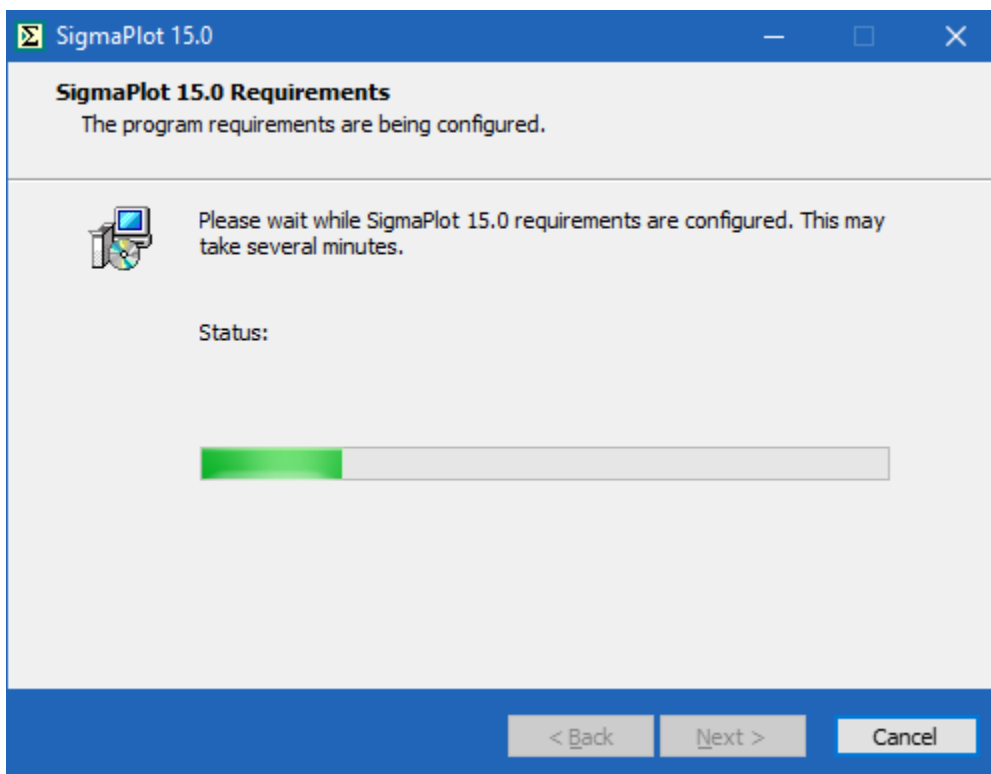 SigmaPlot 15.0
SigmaPlot 15.0 Requirements
The program requirements are being configured.
Please wait while SigmaPlot 15.0 requirements are configured. This may
take several minutes.
Status:
< Back Next > Cancel